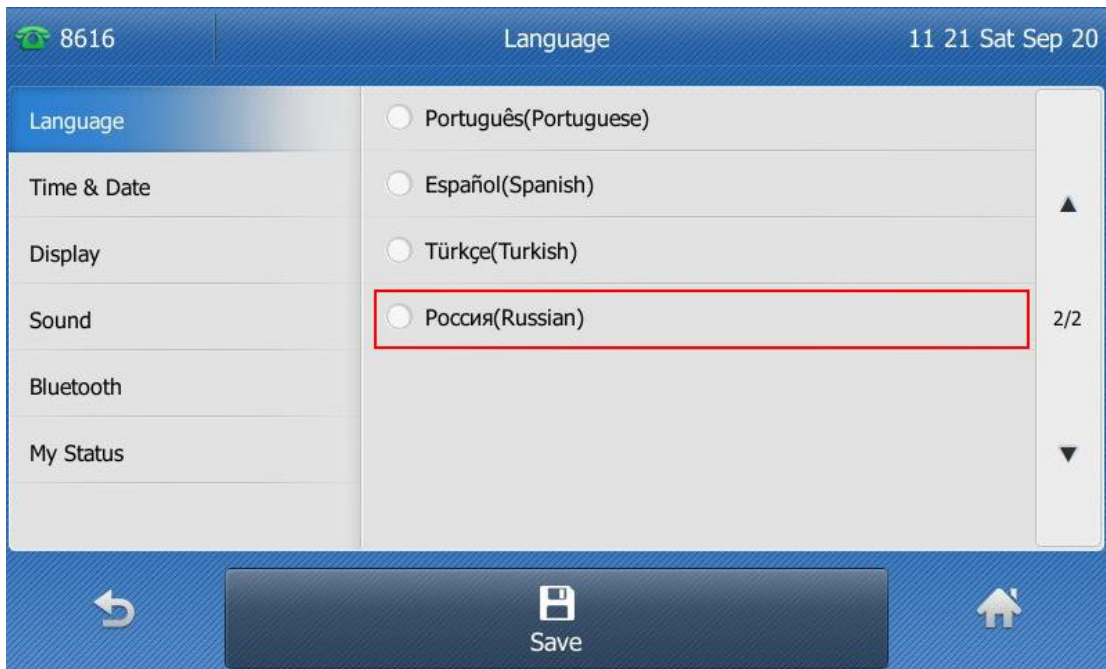 8616
Language
11 21 Sat Sep 20
Language
Time & Date
Display
Sound
Bluetooth
My Status
Português(Portuguese)
Español(Spanish)
Türkçe(Turkish)
Россия(Russian)
2/2
Save